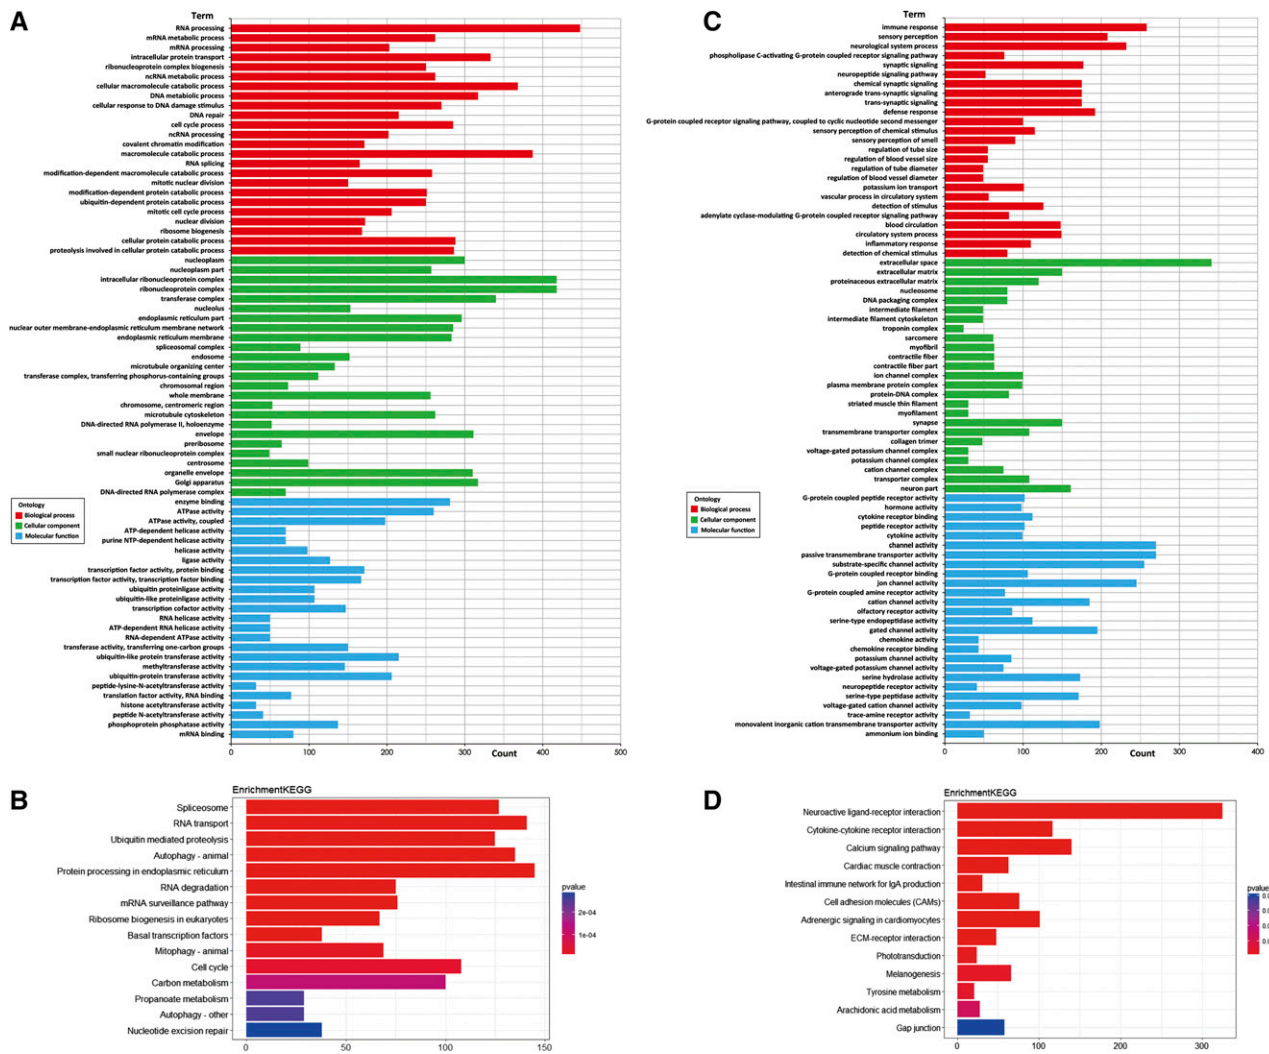 A
Term
RNA processing
mRNA metabolic process
mRNA processing
intracellular protein transport
ribonucleoprotein complex biogenesis
ncRNA metabolic process
cellular macromolecule catabolic process
DNA metabolic process
cellular response to DNA damage stimulus
DNA repair
cell cycle process
ncRNA processing
covalent chromatin modification
macromolecule catabolic process
RNA splicing
modification-dependent macromolecule catabolic process
mitotic nuclear division
modification-dependent protein catabolic process
ubiquitin-dependent protein catabolic process
mitotic cell cycle process
nuclear division
ribosome biogenesis
cellular protein catabolic process
proteolysis involved in cellular protein catabolic process
nucleoplasm
nucleoplasm part
intracellular ribonucleoprotein complex
ribonucleoprotein complex
transferase complex
nucleolus
endoplasmic reticulum part
nuclear outer membrane-endoplasmic reticulum membrane network
endoplasmic reticulum membrane
spliceosomal complex
endosome
microtubule organizing center
transferase complex, transferring phosphorus-containing groups
chromosomal region
whole membrane
chromosome, centromeric region
microtubule cytoskeleton
DNA-directed RNA polymerase II, holoenzyme
envelope
preribosome
small nuclear ribonucleoprotein complex
centrosome
organelle envelope
Golgi apparatus
DNA-directed RNA polymerase complex
enzyme binding
ATPase activity
ATPase activity, coupled
ATP-dependent helicase activity
purine NTP-dependent helicase activity
helicase activity
ligase activity
transcription factor activity, protein binding
transcription factor activity, transcription factor binding
ubiquitin proteinligase activity
ubiquitin-like proteinligase activity
transcription cofactor activity
RNA helicase activity
ATP-dependent RNA helicase activity
RNA-dependent ATPase activity
transferase activity, transferring one-carbon groups
ubiquitin-like protein transferase activity
methyltransferase activity
ubiquitin-protein transferase activity
peptide-lysine-N-acetyltransferase activity
translation factor activity, RNA binding
histone acetyltransferase activity
peptide N-acetyltransferase activity
phosphoprotein phosphatase activity
mRNA binding
0 100 200 300 400 500
Count
Ontology
Biological process
Cellular component
Molecular function
C
Term
immune response
sensory perception
neurological system process
phospholipase C-activating G-protein coupled receptor signaling pathway
synaptic signaling
neuropeptide signaling pathway
chemical synaptic signaling
anterograde trans-synaptic signaling
trans-synaptic signaling
defense response
G-protein coupled receptor signaling pathway, coupled to cyclic nucleotide second messenger
sensory perception of chemical stimulus
sensory perception of smell
regulation of tube size
regulation of blood vessel size
regulation of tube diameter
regulation of blood vessel diameter
potassium ion transport
vascular process in circulatory system
detection of stimulus
adenylate cyclase-modulating G-protein coupled receptor signaling pathway
blood circulation
circulatory system process
inflammatory response
detection of chemical stimulus
extracellular space
extracellular matrix
proteinaceous extracellular matrix
nucleosome
DNA packaging complex
intermediate filament
intermediate filament cytoskeleton
troponin complex
sarcomere
myofibril
contractile fiber
contractile fiber part
ion channel complex
plasma membrane protein complex
protein-DNA complex
striated muscle thin filament
myofilament
synapse
transmembrane transporter complex
collagen trimer
voltage-gated potassium channel complex
potassium channel complex
cation channel complex
transporter complex
neuron part
G-protein coupled peptide receptor activity
hormone activity
cytokine receptor binding
peptide receptor activity
cytokine activity
channel activity
passive transmembrane transporter activity
substrate-specific channel activity
G-protein coupled receptor binding
ion channel activity
G-protein coupled amine receptor activity
cation channel activity
olfactory receptor activity
serine-type endopeptidase activity
gated channel activity
chemokine activity
chemokine receptor binding
potassium channel activity
voltage-gated potassium channel activity
serine hydrolase activity
neuropeptide receptor activity
serine-type peptidase activity
voltage-gated cation channel activity
trace-amine receptor activity
monovalent inorganic cation transmembrane transporter activity
ammonium ion binding
0 100 200 300 400
Count
Ontology
Biological process
Cellular component
Molecular function
B
EnrichmentKEGG
Spliceosome
RNA transport
Ubiquitin mediated proteolysis
Autophagy - animal
Protein processing in endoplasmic reticulum
RNA degradation
mRNA surveillance pathway
Ribosome biogenesis in eukaryotes
Basal transcription factors
Mitophagy - animal
Cell cycle
Carbon metabolism
Propanoate metabolism
Autophagy - other
Nucleotide excision repair
0 50 100 150
pvalue
2e-04
1e-04
D
EnrichmentKEGG
Neuroactive ligand-receptor interaction
Cytokine-cytokine receptor interaction
Calcium signaling pathway
Cardiac muscle contraction
Intestinal immune network for IgA production
Cell adhesion molecules (CAMs)
Adrenergic signaling in cardiomyocytes
ECM-receptor interaction
Phototransduction
Melanogenesis
Tyrosine metabolism
Arachidonic acid metabolism
Gap junction
0 100 200 300
pvalue
0.0
0.0
0.0
0.0